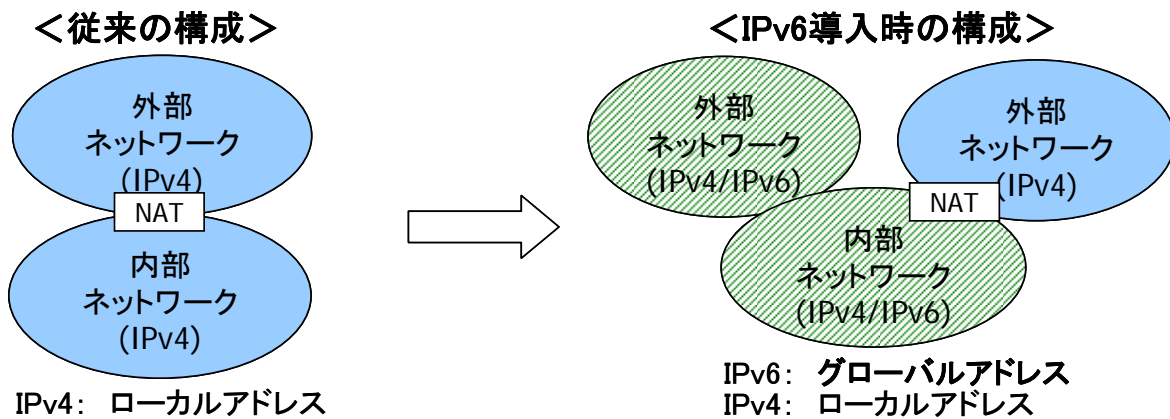 ＜従来の構成＞
外部
ネットワーク
(IPv4)
NAT
内部
ネットワーク
(IPv4)
IPv4： ローカルアドレス
＜IPv6導入時の構成＞
外部
ネットワーク
(IPv4/IPv6)
外部
ネットワーク
(IPv4)
NAT
内部
ネットワーク
(IPv4/IPv6)
IPv6： グローバルアドレス
IPv4： ローカルアドレス